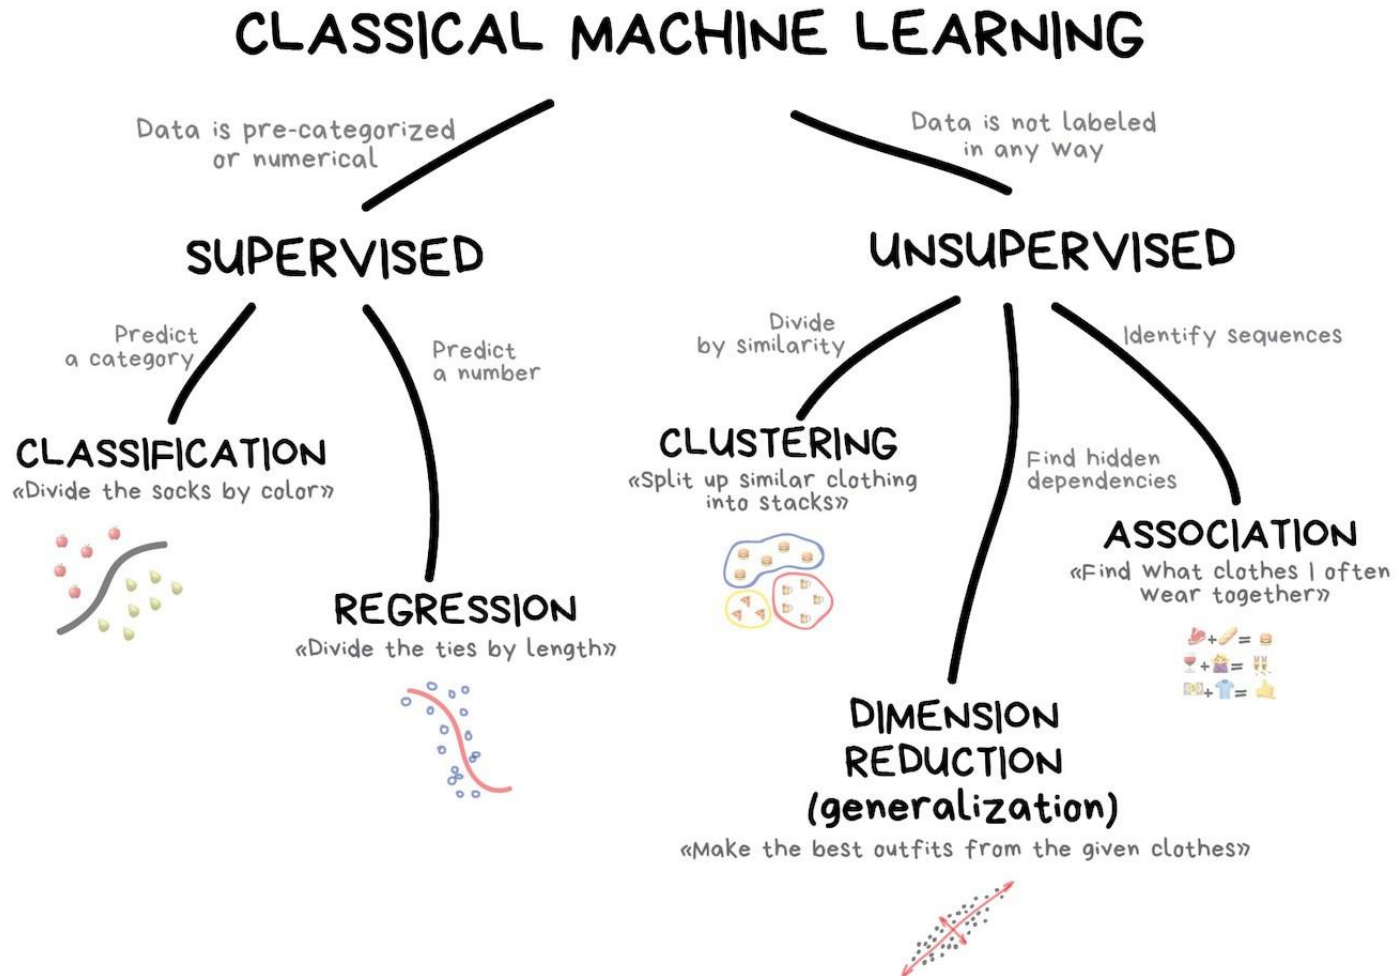 CLASSICAL MACHINE LEARNING
Data is pre-categorized
or numerical
Data is not labeled
in any way
SUPERVISED
UNSUPERVISED
Predict
a category
Predict
a number
Divide
by similarity
Identify sequences
CLASSIFICATION
«Divide the socks by color»
CLUSTERING
«Split up similar clothing
into stacks»
Find hidden
dependencies
ASSOCIATION
«Find what clothes I often
wear together»
REGRESSION
«Divide the ties by length»
+ =
+ =
+ =
DIMENSION
REDUCTION
(generalization)
«Make the best outfits from the given clothes»